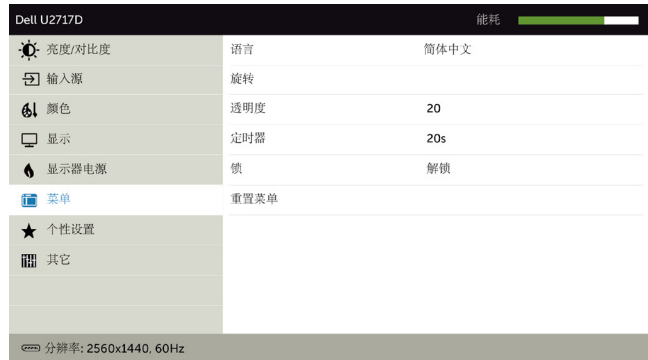 Dell U2717D 能耗
亮度/对比度 语言 简体中文
输入源 旋转
颜色 透明度 20
显示 定时器 20s
显示器电源 锁 解锁
菜单 重置菜单
个性设置
其它
分辨率: 2560x1440, 60Hz